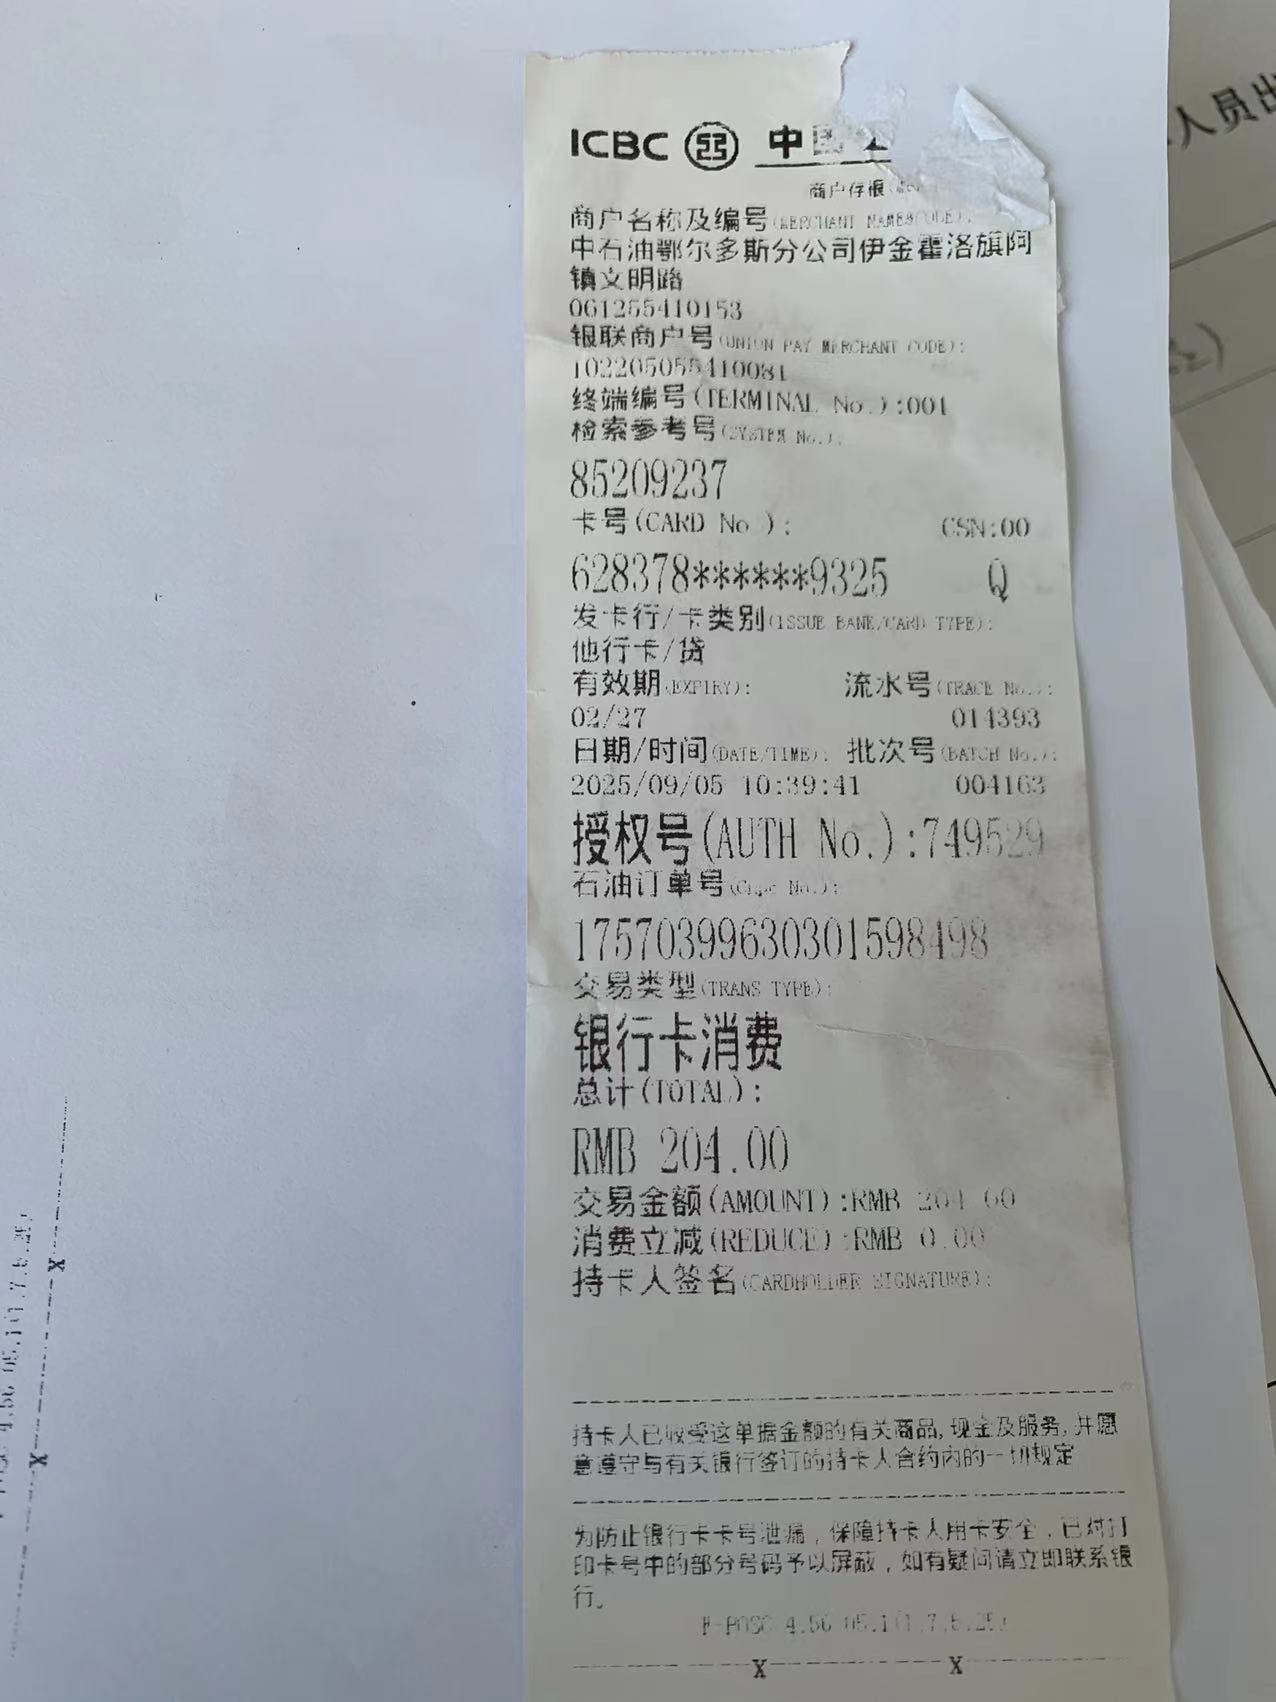 ICBC 中国
商户存根
商户名称及编号(MERCHANT NAME&CODE):
中石油鄂尔多斯分公司伊金霍洛旗阿
镇文明路
061255410153
银联商户号(UNION PAY MERCHANT CODE):
102205055410081
终端编号(TERMINAL No.):001
检索参考号(SYSTEM No.):
85209237
卡号(CARD No.): CSN:00
628378******9325 Q
发卡行/卡类别(ISSUE BANK/CARD TYPE):
他行卡/贷
有效期(EXPIRY): 流水号(TRACE No.):
02/27 014393
日期/时间(DATE/TIME): 批次号(BATCH No.):
2025/09/05 10:39:41 004163
授权号(AUTH No.):749529
石油订单号(Cnpc No.):
17570399630301598498
交易类型(TRANS TYPE):
银行卡消费
总计(TOTAL):
RMB 204.00
交易金额(AMOUNT):RMB 204.00
消费立减(REDUCE):RMB 0.00
持卡人签名(CARDHOLDER SIGNATURE):
持卡人已收受这单据金额的有关商品,现金及服务,并愿
意遵守与有关银行签订的持卡人合约内的一切规定
为防止银行卡卡号泄漏，保障持卡人用卡安全，已对打
印卡号中的部分号码予以屏蔽，如有疑问请立即联系银
行。
X X
人员出
X
X